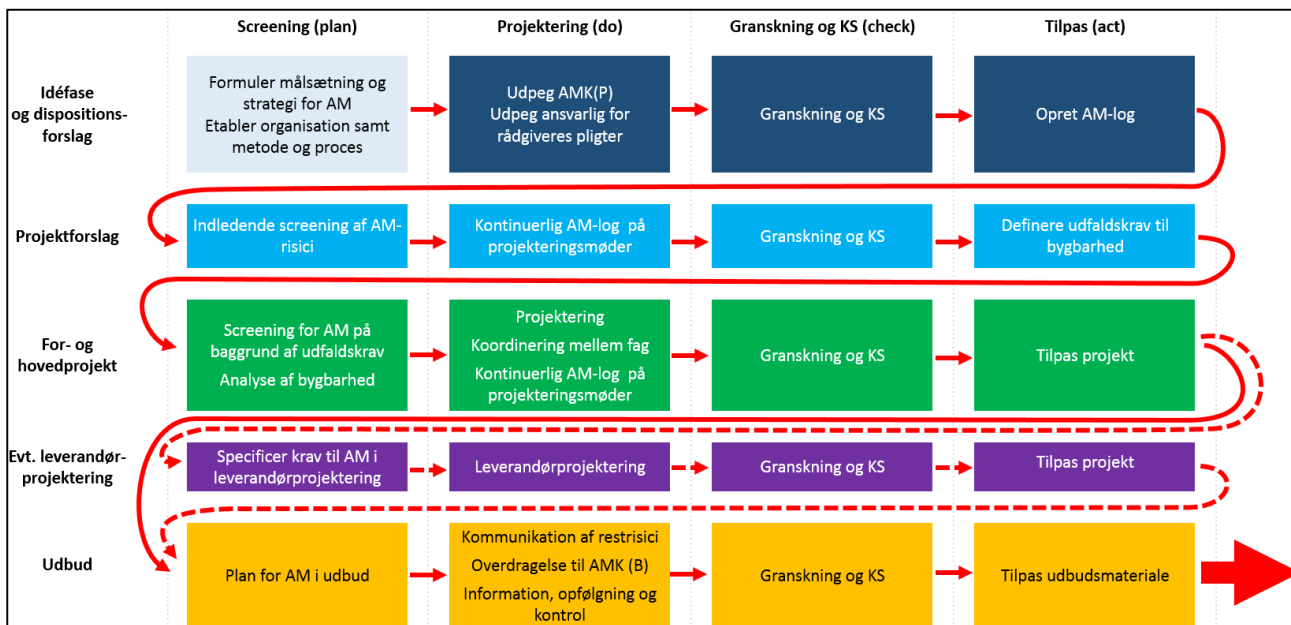 Screening (plan)
Projektering (do)
Granskning og KS (check)
Tilpas (act)
Idéfase
og dispositions-
forslag
Formuler målsætning og
strategi for AM
Etabler organisation samt
metode og proces
Udpeg AMK(P)
Udpeg ansvarlig for
rådgiveres pligter
Granskning og KS
Opret AM-log
Projektforslag
Indledende screening af AM-
risici
Kontinuerlig AM-log på
projekteringsmøder
Granskning og KS
Definere udfaldskrav til
bygbarhed
For- og
hovedprojekt
Screening for AM på
baggrund af udfaldskrav
Analyse af bygbarhed
Projektering
Koordinering mellem fag
Kontinuerlig AM-log på
projekteringsmøder
Granskning og KS
Tilpas projekt
Evt. leverandør-
projektering
Specificer krav til AM i
leverandørprojektering
Leverandørprojektering
Granskning og KS
Tilpas projekt
Udbud
Plan for AM i udbud
Kommunikation af restrisici
Overdragelse til AMK (B)
Information, opfølgning og
kontrol
Granskning og KS
Tilpas udbudsmateriale